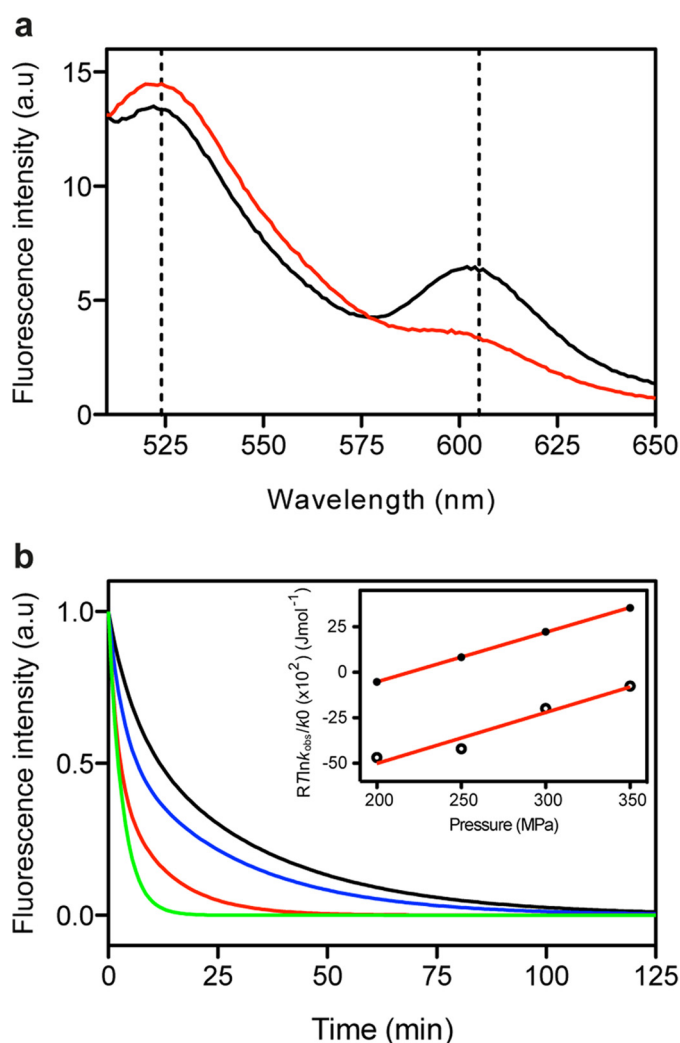 a
Fluorescence intensity (a.u)
15
10
5
0
525 550 575 600 625 650
Wavelength (nm)
b
Fluorescence intensity (a.u)
1.0
0.5
0.0
RTlnkobs/k0 (x10²) (Jmol⁻¹)
25
0
-25
-50
200 250 300 350
Pressure (MPa)
0 25 50 75 100 125
Time (min)